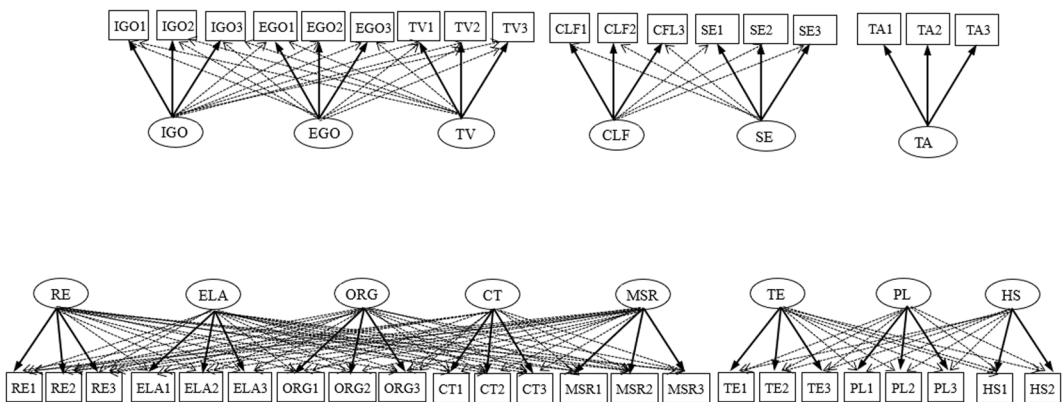 IGO1 IGO2 IGO3 EGO1 EGO2 EGO3 TV1 TV2 TV3 CLF1 CLF2 CFL3 SE1 SE2 SE3 TA1 TA2 TA3
IGO EGO TV CLF SE TA
RE ELA ORG CT MSR TE PL HS
RE1 RE2 RE3 ELA1 ELA2 ELA3 ORG1 ORG2 ORG3 CT1 CT2 CT3 MSR1 MSR2 MSR3 TE1 TE2 TE3 PL1 PL2 PL3 HS1 HS2